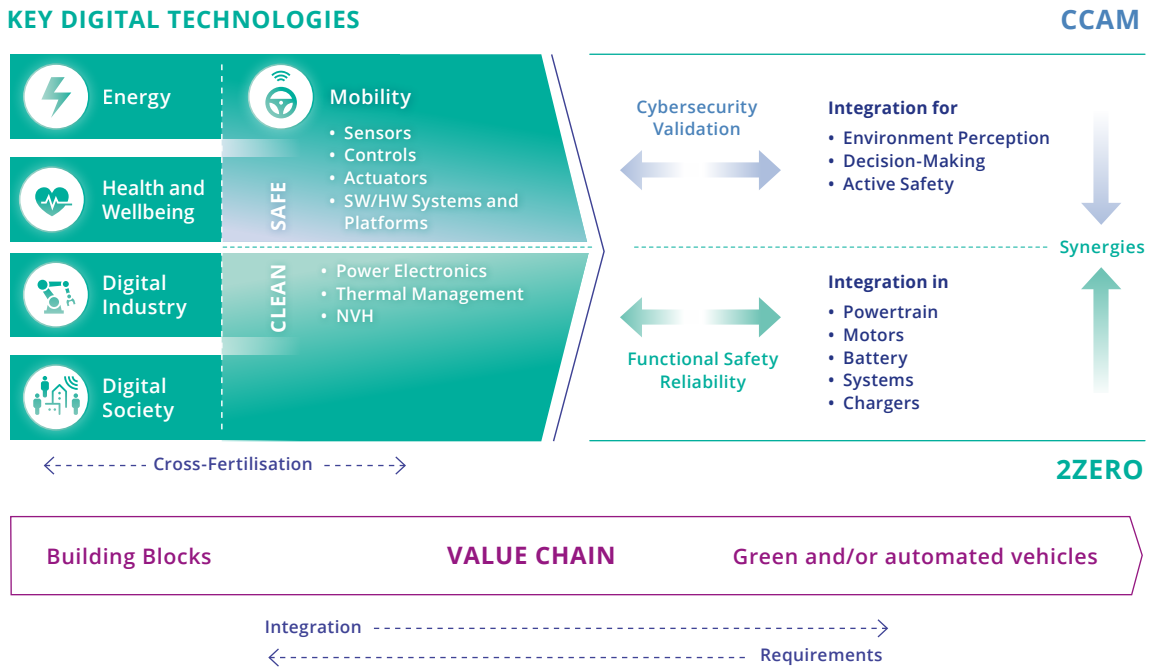 KEY DIGITAL TECHNOLOGIES
CCAM
Energy
Health and
Wellbeing
Digital
Industry
Digital
Society
Mobility
• Sensors
• Controls
• Actuators
• SW/HW Systems and
Platforms
SAFE
CLEAN
• Power Electronics
• Thermal Management
• NVH
Cybersecurity
Validation
Integration for
• Environment Perception
• Decision-Making
• Active Safety
Synergies
Functional Safety
Reliability
Integration in
• Powertrain
• Motors
• Battery
• Systems
• Chargers
Cross-Fertilisation
2ZERO
Building Blocks
VALUE CHAIN
Green and/or automated vehicles
Integration
Requirements